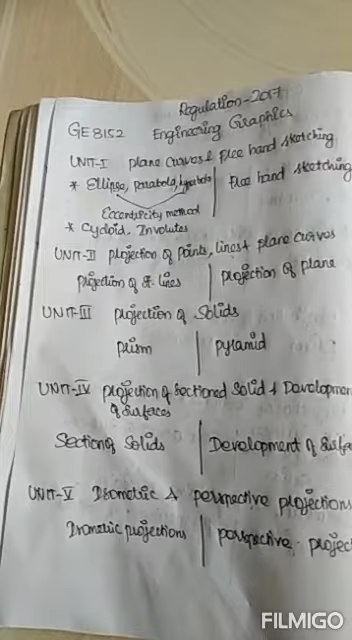 Regulation-2017
GE8152 Engineering Graphics
UNIT-I plane curves & Free hand sketching
* Ellipse, parabola, hyperbola | Free hand sketching
Eccentricity method
* Cycloid, Involutes
UNIT-II projection of points, lines & plane curves
projection of st. lines | projection of plane
UNIT-III projection of Solids
prism | pyramid
UNIT-IV projection of Sectioned Solid & Development
of surfaces
Section of Solids | Development of Surfa
UNIT-V Isometric & perspective projections
Isometric projections | perspective projec
FILMIGO